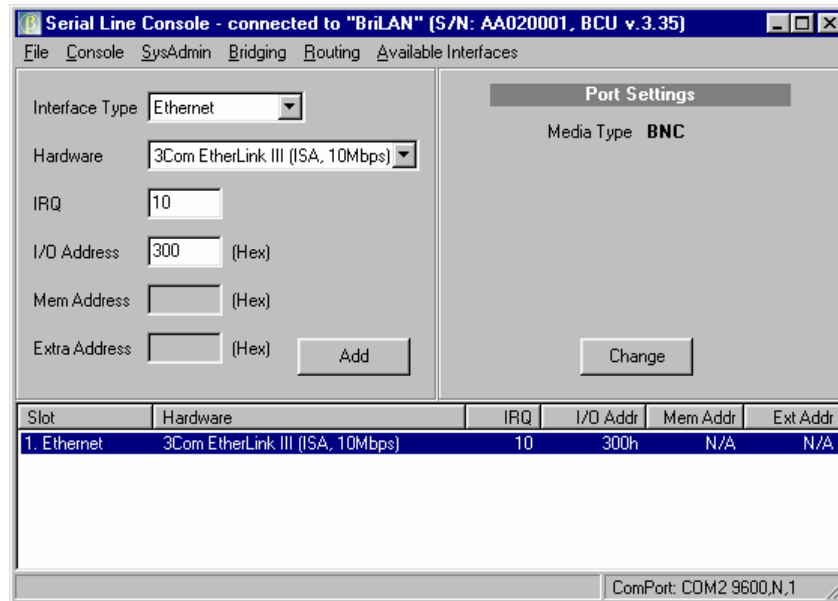 Serial Line Console - connected to "BriLAN" (S/N: AA020001, BCU v.3.35)
File Console SysAdmin Bridging Routing Available Interfaces
Interface Type Ethernet
Hardware 3Com EtherLink III (ISA, 10Mbps)
IRQ 10
I/O Address 300 (Hex)
Mem Address (Hex)
Extra Address (Hex)
Add
Port Settings
Media Type BNC
Change
Slot Hardware IRQ I/O Addr Mem Addr Ext Addr
1. Ethernet 3Com EtherLink III (ISA, 10Mbps) 10 300h N/A N/A
ComPort: COM2 9600,N,1